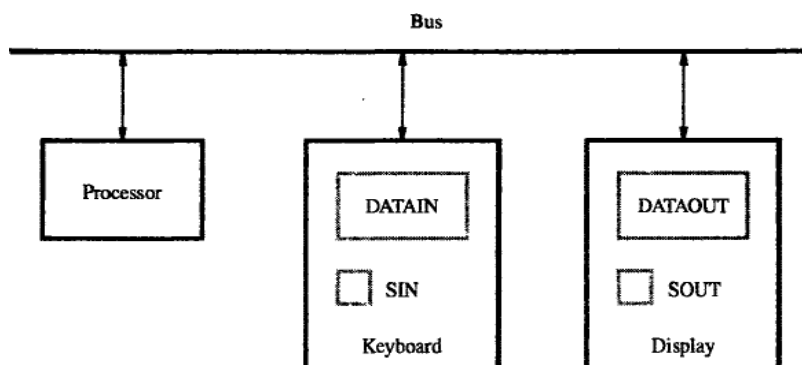 Bus
Processor
DATAIN
DATAOUT
SIN
SOUT
Keyboard
Display